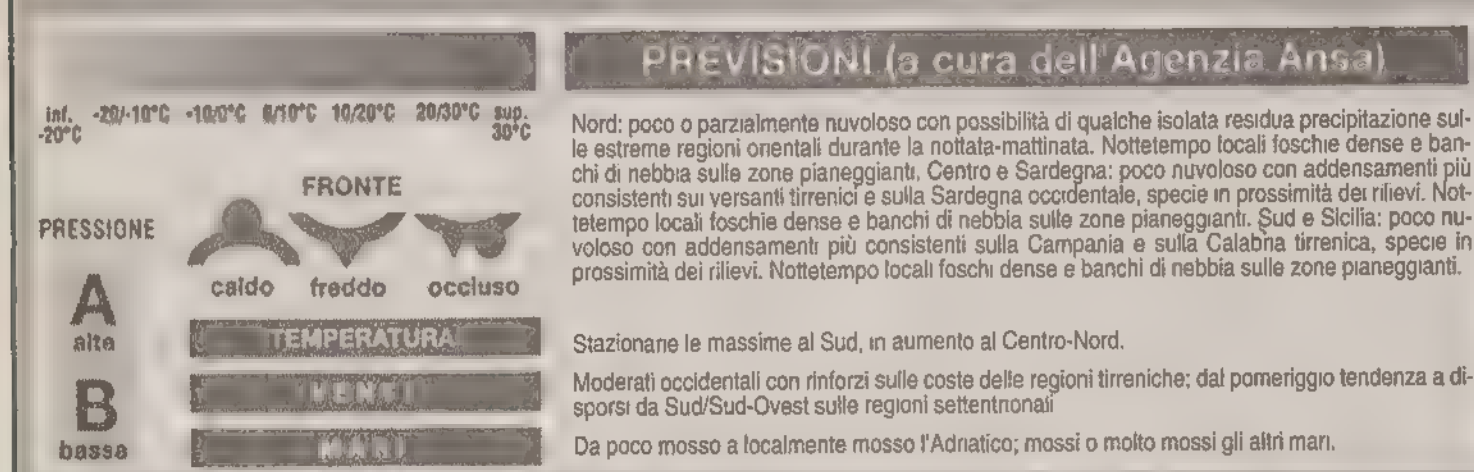 PREVISIONI (a cura dell'Agenzia Ansa)
inf. -20/-10°C -10/0°C 0/10°C 10/20°C 20/30°C sup.
-20°C 30°C
FRONTE
PRESSIONE
caldo freddo occluso
A
alta
B
bassa
Nord: poco o parzialmente nuvoloso con possibilità di qualche isolata residua precipitazione sul-
le estreme regioni orientali durante la nottata-mattinata. Nottetempo locali foschie dense e ban-
chi di nebbia sulle zone pianeggianti, Centro e Sardegna: poco nuvoloso con addensamenti più
consistenti sui versanti tirrenici e sulla Sardegna occidentale, specie in prossimità dei rilievi. Not-
tetempo locali foschie dense e banchi di nebbia sulle zone pianeggianti. Sud e Sicilia: poco nu-
voloso con addensamenti più consistenti sulla Campania e sulla Calabria tirrenica, specie in
prossimità dei rilievi. Nottetempo locali foschi dense e banchi di nebbia sulle zone pianeggianti.
TEMPERATURA
Stazionarie le massime al Sud, in aumento al Centro-Nord.
VENTI
Moderati occidentali con rinforzi sulle coste delle regioni tirreniche; dal pomeriggio tendenza a di-
sporsi da Sud/Sud-Ovest sulle regioni settentrionali
MARI
Da poco mosso a localmente mosso l'Adriatico; mossi o molto mossi gli altri mari.